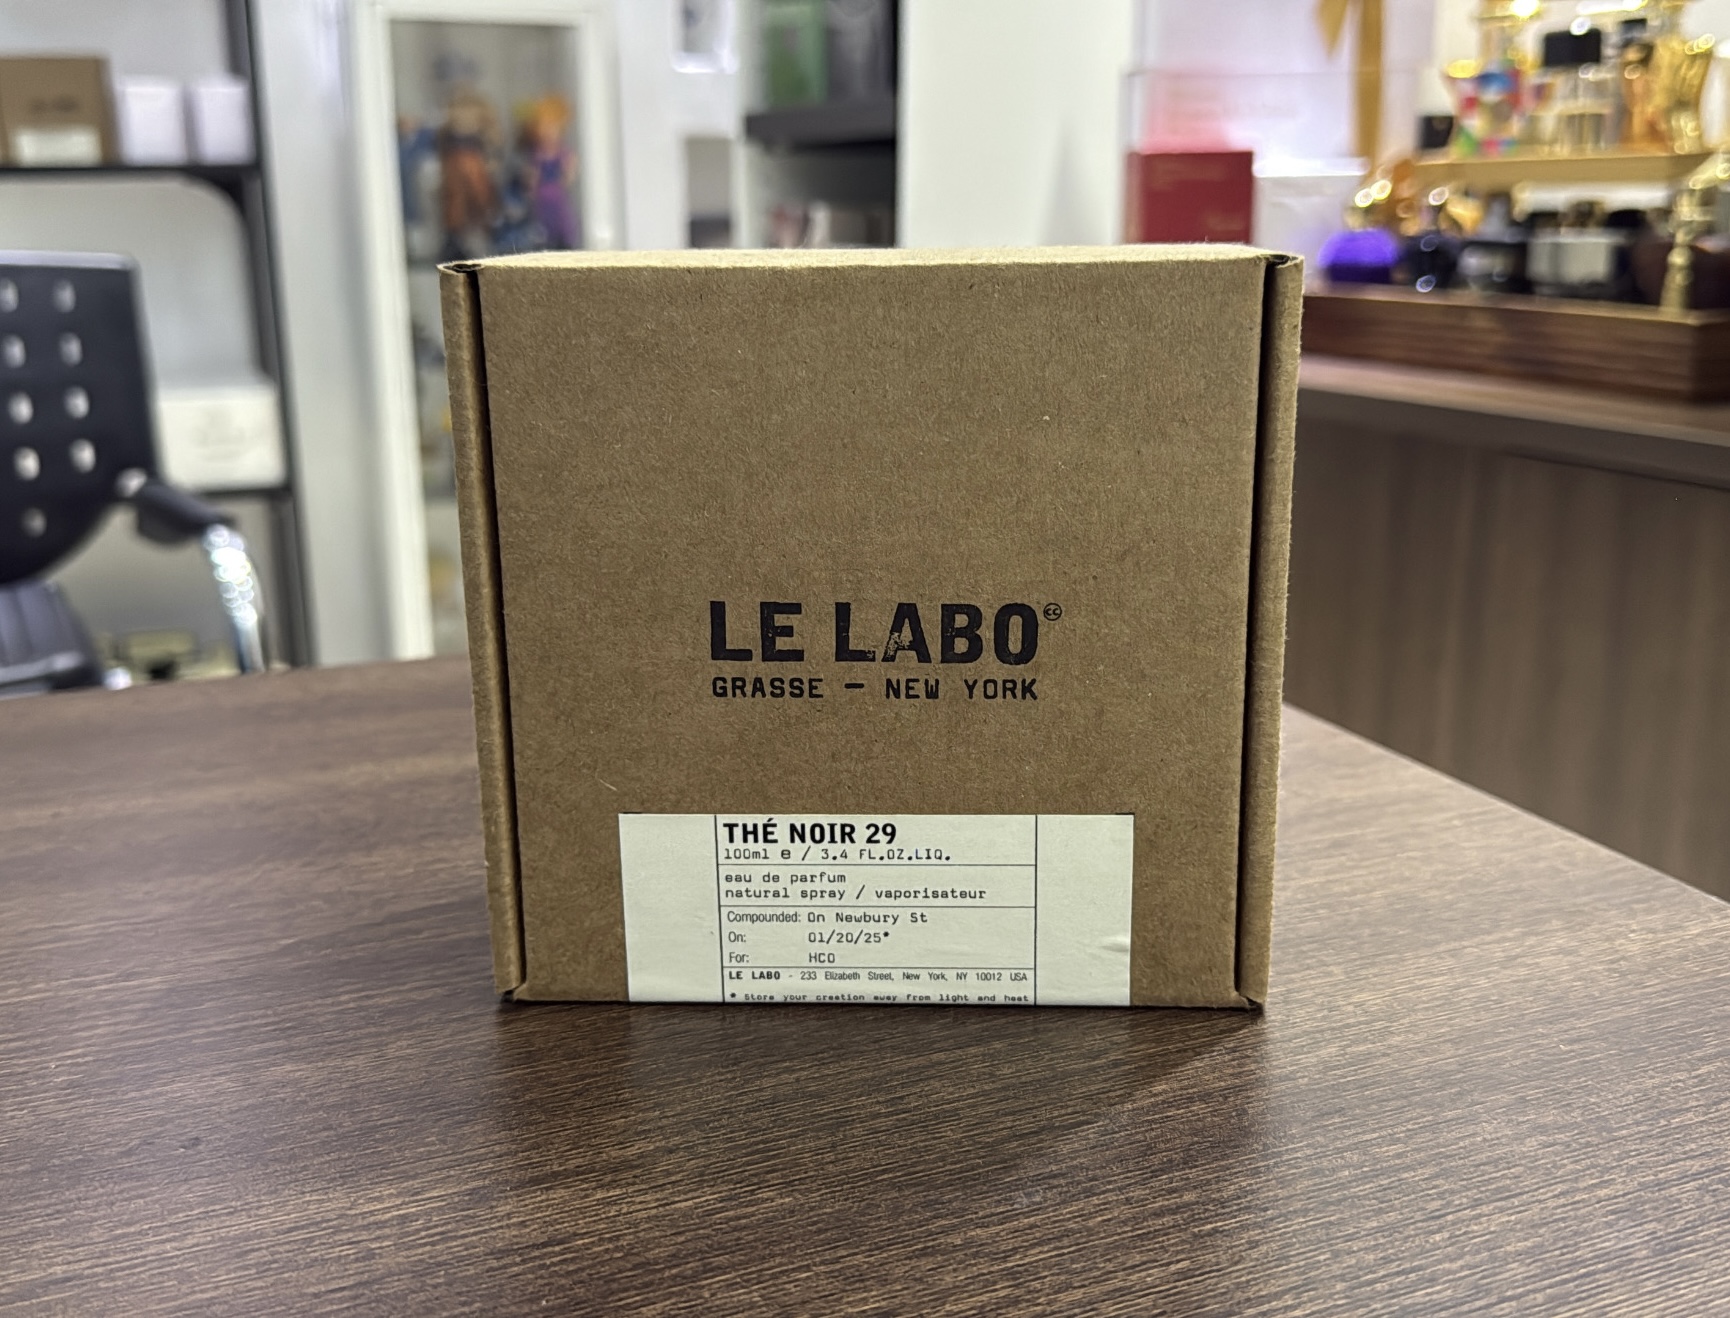 LE LABO
GRASSE — NEW YORK
THÉ NOIR 29
100ml ℮ / 3.4 FL.OZ.LIQ.
eau de parfum
natural spray / vaporisateur
Compounded: On Newbury St
On: 01/20/25*
For: HCO
LE LABO - 233 Elizabeth Street, New York, NY 10012 USA
* Store your creation away from light and heat